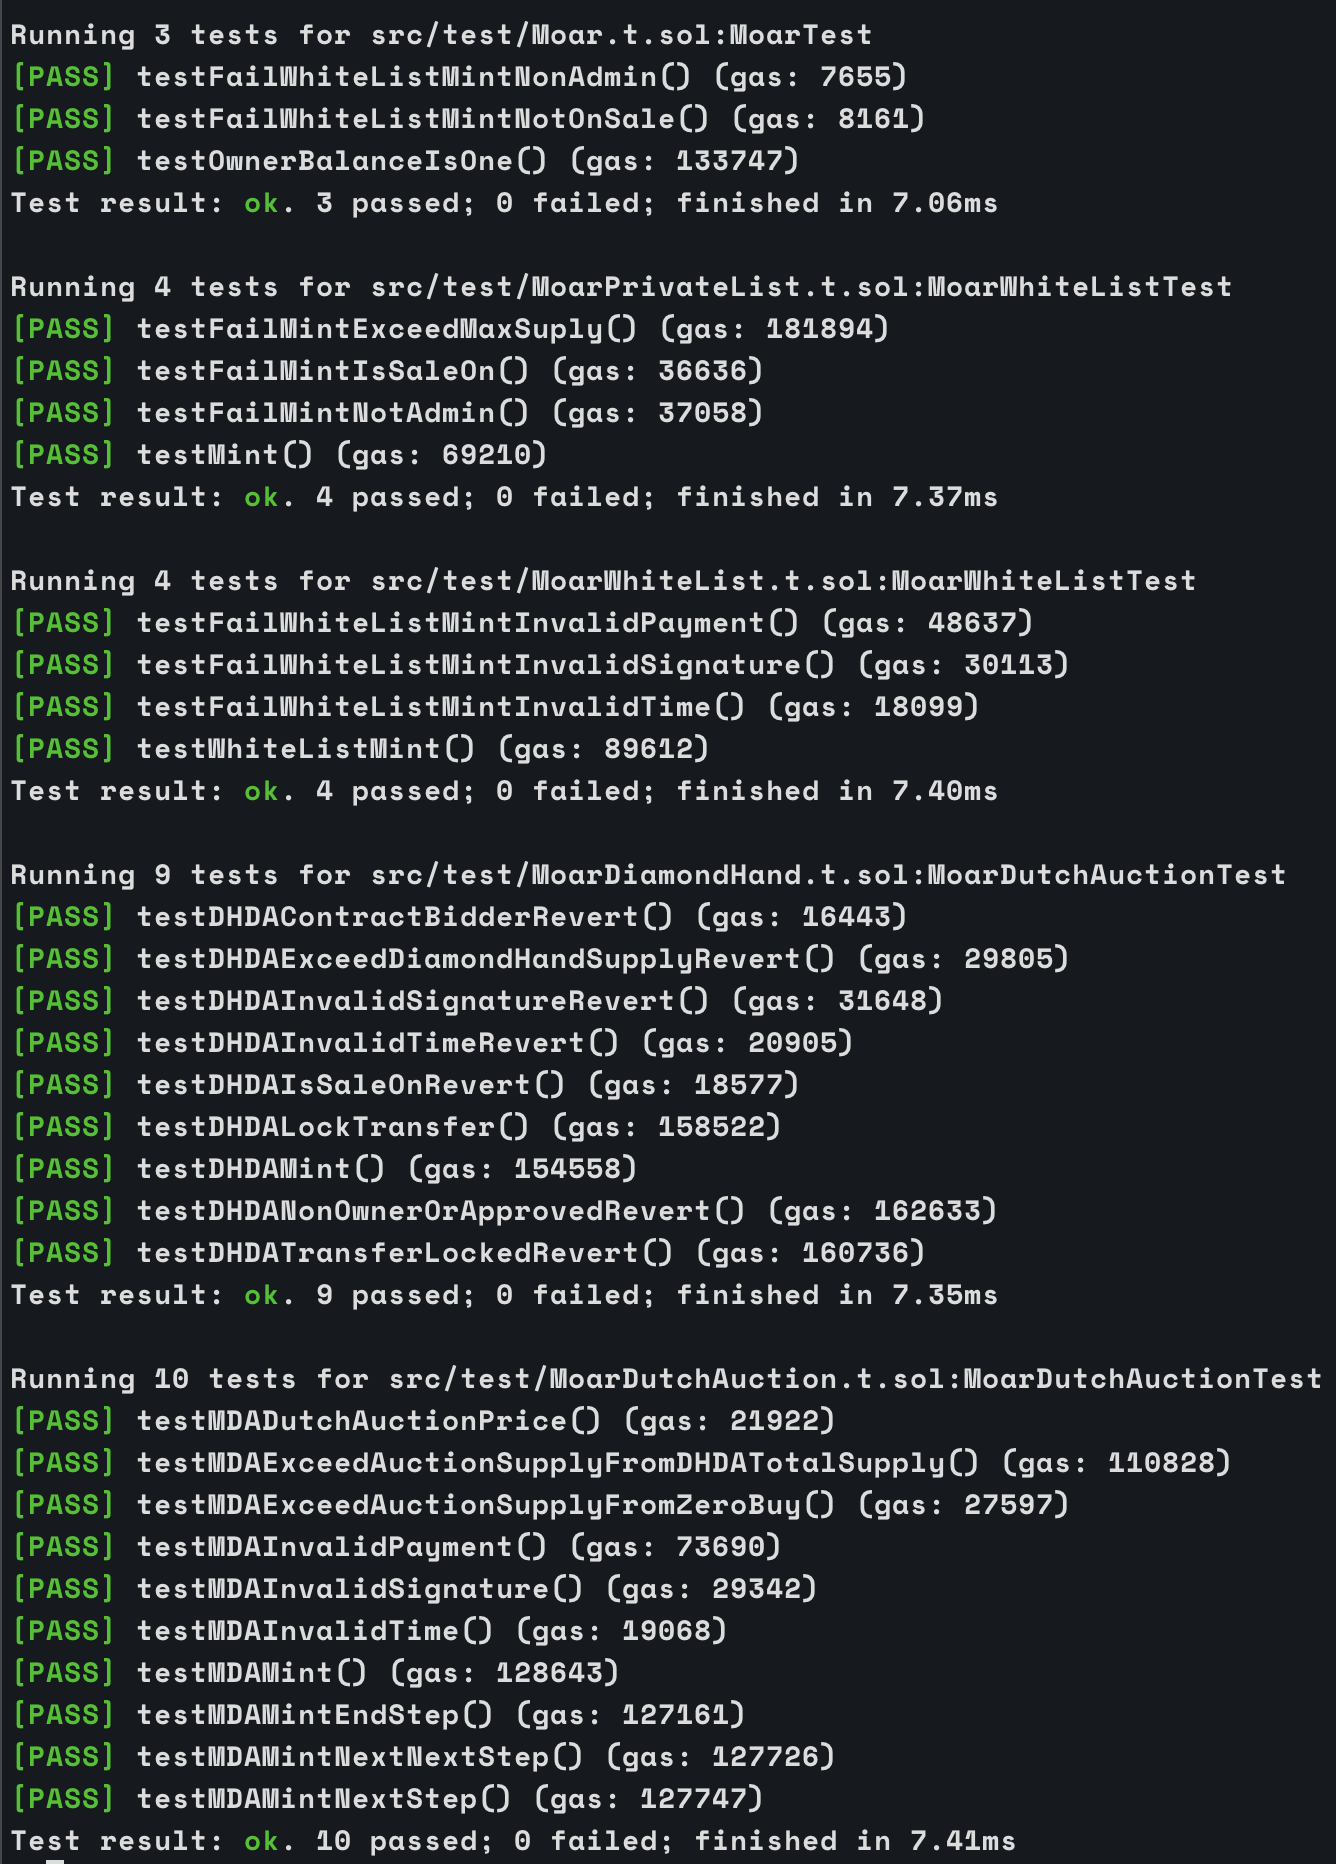 Running 3 tests for src/test/Moar.t.sol:MoarTest
[PASS] testFailWhiteListMintNonAdmin() (gas: 7655)
[PASS] testFailWhiteListMintNotOnSale() (gas: 8161)
[PASS] testOwnerBalanceIsOne() (gas: 133747)
Test result: ok. 3 passed; 0 failed; finished in 7.06ms
Running 4 tests for src/test/MoarPrivateList.t.sol:MoarWhiteListTest
[PASS] testFailMintExceedMaxSuply() (gas: 181894)
[PASS] testFailMintIsSaleOn() (gas: 36636)
[PASS] testFailMintNotAdmin() (gas: 37058)
[PASS] testMint() (gas: 69210)
Test result: ok. 4 passed; 0 failed; finished in 7.37ms
Running 4 tests for src/test/MoarWhiteList.t.sol:MoarWhiteListTest
[PASS] testFailWhiteListMintInvalidPayment() (gas: 48637)
[PASS] testFailWhiteListMintInvalidSignature() (gas: 30113)
[PASS] testFailWhiteListMintInvalidTime() (gas: 18099)
[PASS] testWhiteListMint() (gas: 89612)
Test result: ok. 4 passed; 0 failed; finished in 7.40ms
Running 9 tests for src/test/MoarDiamondHand.t.sol:MoarDutchAuctionTest
[PASS] testDHDAContractBidderRevert() (gas: 16443)
[PASS] testDHDAExceedDiamondHandSupplyRevert() (gas: 29805)
[PASS] testDHDAInvalidSignatureRevert() (gas: 31648)
[PASS] testDHDAInvalidTimeRevert() (gas: 20905)
[PASS] testDHDAIsSaleOnRevert() (gas: 18577)
[PASS] testDHDALockTransfer() (gas: 158522)
[PASS] testDHDAMint() (gas: 154558)
[PASS] testDHDANonOwnerOrApprovedRevert() (gas: 162633)
[PASS] testDHDATransferLockedRevert() (gas: 160736)
Test result: ok. 9 passed; 0 failed; finished in 7.35ms
Running 10 tests for src/test/MoarDutchAuction.t.sol:MoarDutchAuctionTest
[PASS] testMDADutchAuctionPrice() (gas: 21922)
[PASS] testMDAExceedAuctionSupplyFromDHDATotalSupply() (gas: 110828)
[PASS] testMDAExceedAuctionSupplyFromZeroBuy() (gas: 27597)
[PASS] testMDAInvalidPayment() (gas: 73690)
[PASS] testMDAInvalidSignature() (gas: 29342)
[PASS] testMDAInvalidTime() (gas: 19068)
[PASS] testMDAMint() (gas: 128643)
[PASS] testMDAMintEndStep() (gas: 127161)
[PASS] testMDAMintNextNextStep() (gas: 127726)
[PASS] testMDAMintNextStep() (gas: 127747)
Test result: ok. 10 passed; 0 failed; finished in 7.41ms